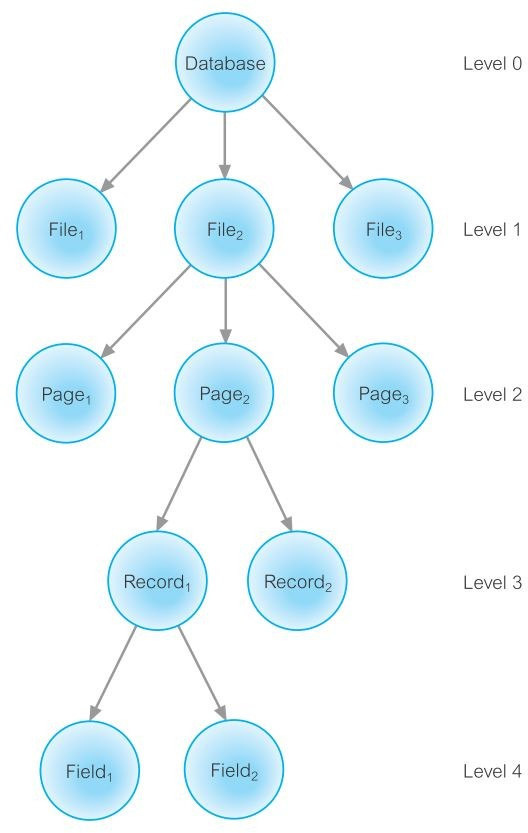 Database Level 0
File₁ File₂ File₃ Level 1
Page₁ Page₂ Page₃ Level 2
Record₁ Record₂ Level 3
Field₁ Field₂ Level 4